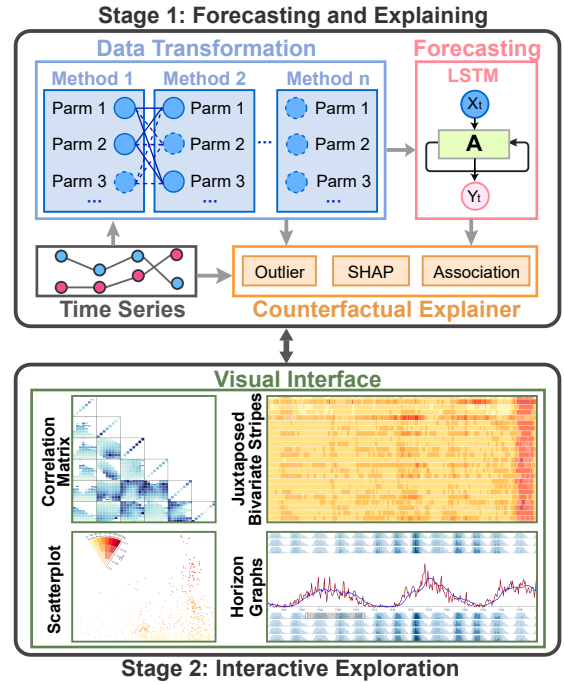 Stage 1: Forecasting and Explaining
Data Transformation
Method 1
Parm 1
Parm 2
Parm 3
...
Method 2
Parm 1
Parm 2
Parm 3
...
...
Method n
Parm 1
Parm 2
Parm 3
...
Forecasting
LSTM
Xt
A
Yt
Time Series
Outlier
SHAP
Association
Counterfactual Explainer
Visual Interface
Correlation
Matrix
Juxtaposed
Bivariate Stripes
Scatterplot
Horizon
Graphs
Stage 2: Interactive Exploration